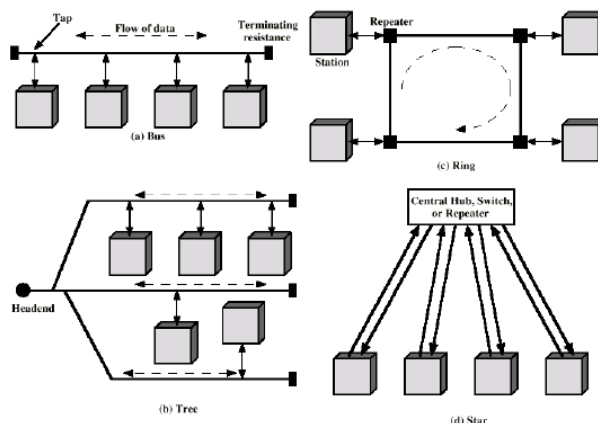 Tap
Flow of data
Terminating
resistance
(a) Bus
Repeater
Station
(c) Ring
Headend
(b) Tree
Central Hub, Switch,
or Repeater
(d) Star